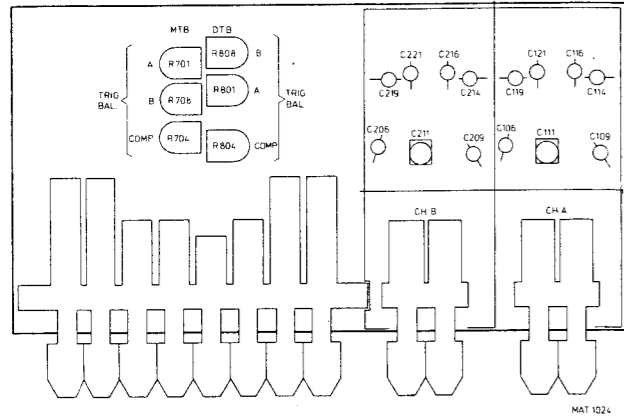 MTB DTB
A R701 R808 B
TRIG BAL. B R706 R801 A TRIG BAL
COMP R704 R804 COMP
C221 C216 C121 C116
C219 C214 C119 C114
C206 C211 C209 C106 C111 C109
CH B CH A
MAT 1024